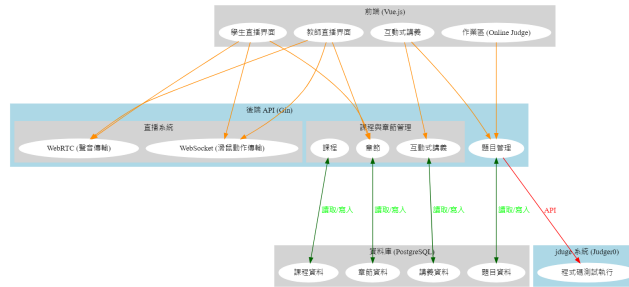 前端 (Vue.js)
學生直播界面
教師直播界面
互動式講義
作業區 (Online Judge)
後端 API (Gin)
直播系統
課程與章節管理
WebRTC (聲音傳輸)
WebSocket (滑鼠動作傳輸)
課程
章節
互動式講義
題目管理
讀取/寫入
讀取/寫入
讀取/寫入
讀取/寫入
API
資料庫 (PostgreSQL)
jduge 系統 (Judger0)
課程資料
章節資料
講義資料
題目資料
程式碼測試執行